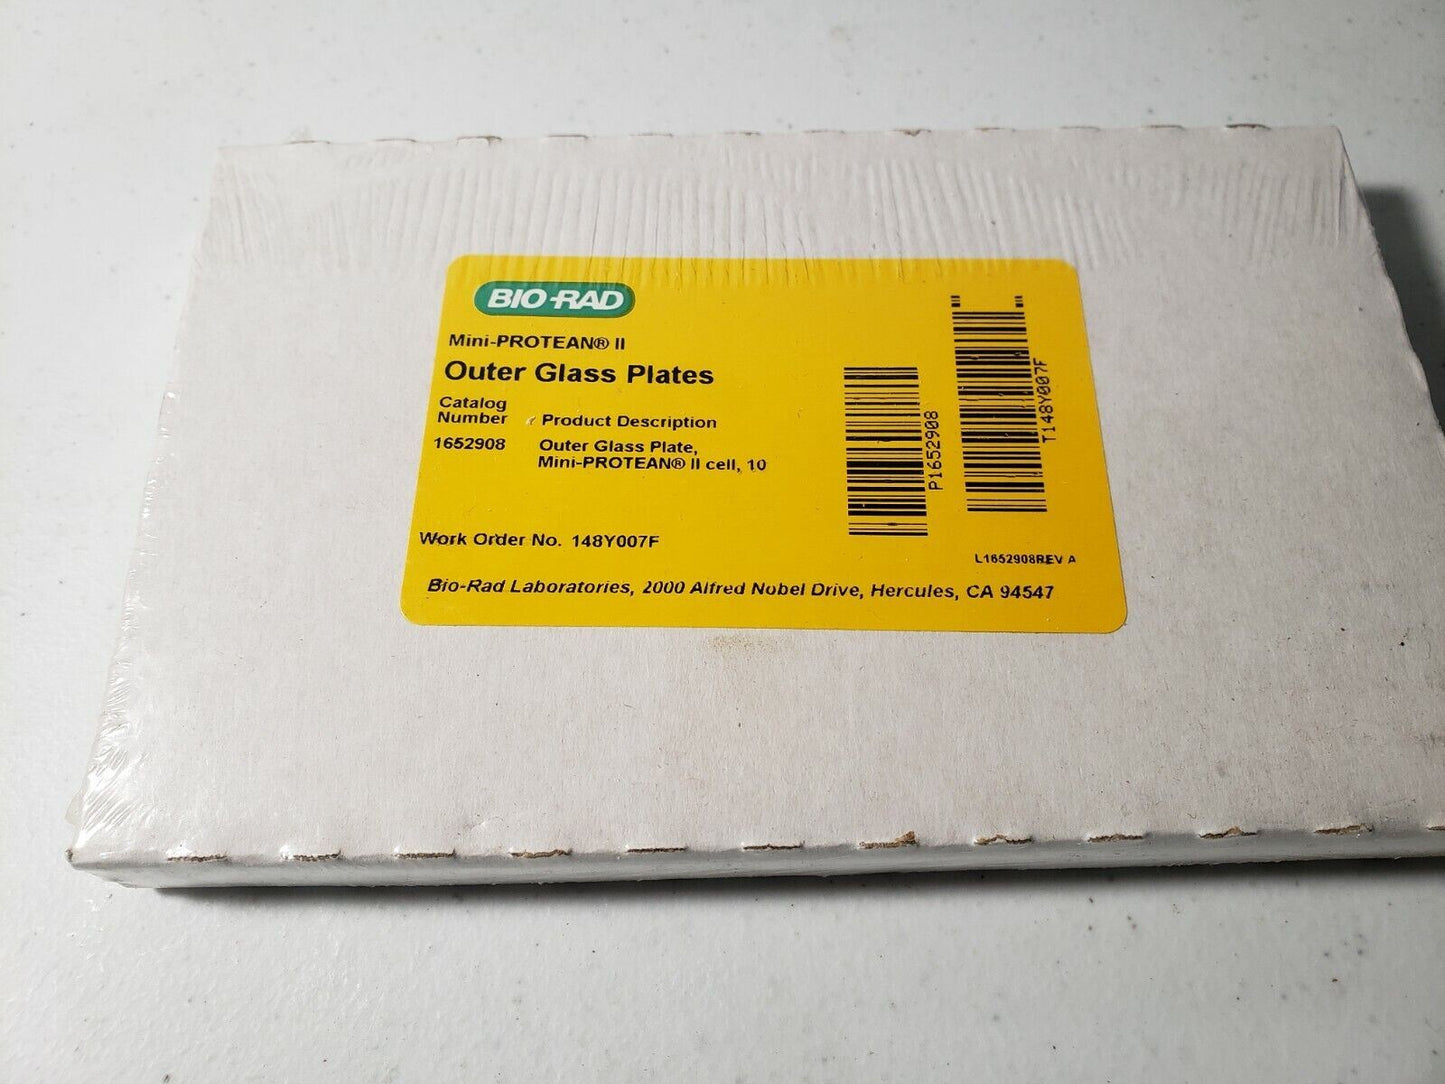 BIO-RAD
Mini-PROTEAN® II
Outer Glass Plates
Catalog
Number Product Description
1652908 Outer Glass Plate,
Mini-PROTEAN® II cell, 10
P1652908
T148Y007F
Work Order No. 148Y007F
L1652908REV A
Bio-Rad Laboratories, 2000 Alfred Nobel Drive, Hercules, CA 94547